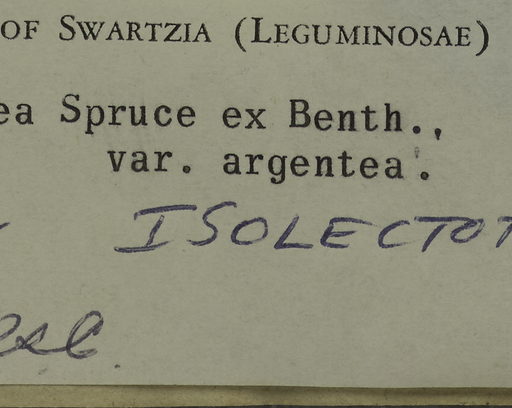 OF SWARTZIA (LEGUMINOSAE)
ea Spruce ex Benth.,
var. argentea.
ISOLECTOT